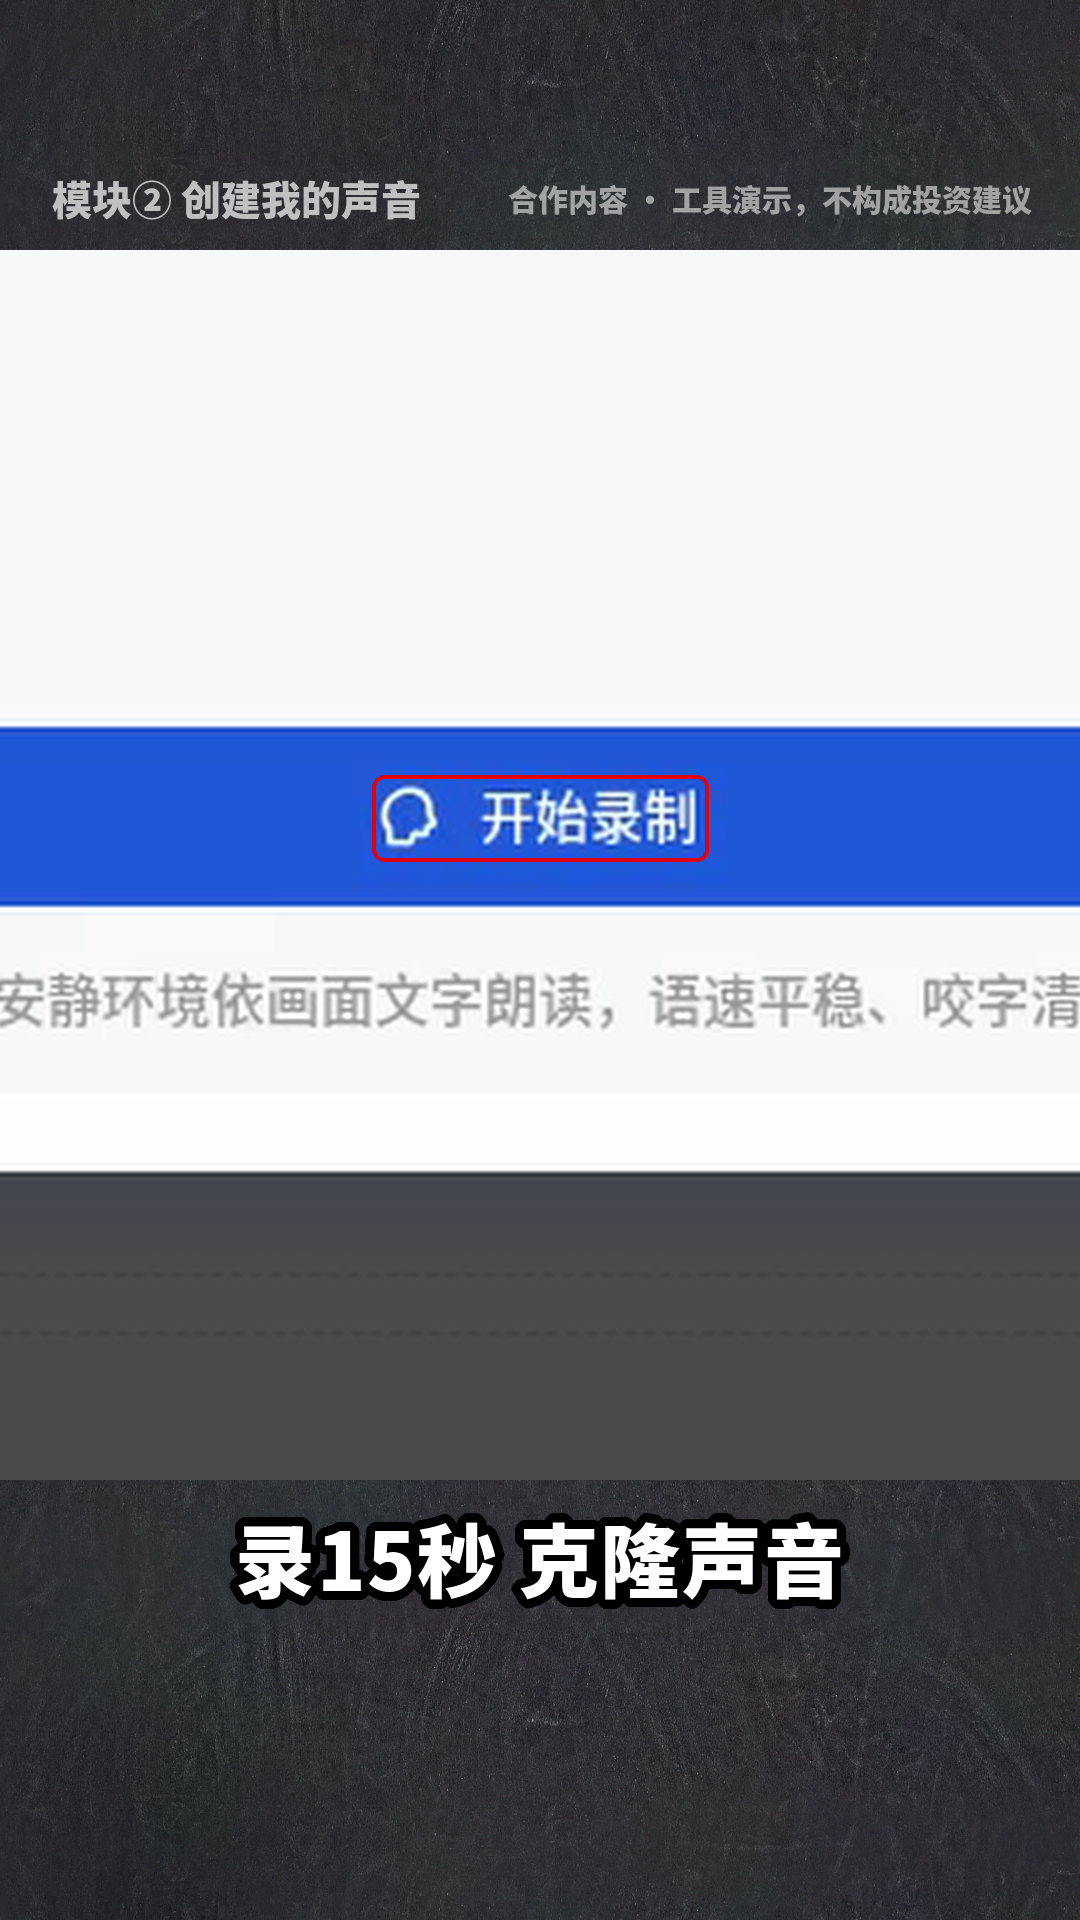 模块② 创建我的声音
合作内容 · 工具演示，不构成投资建议
开始录制
安静环境依画面文字朗读，语速平稳、咬字清
录15秒 克隆声音